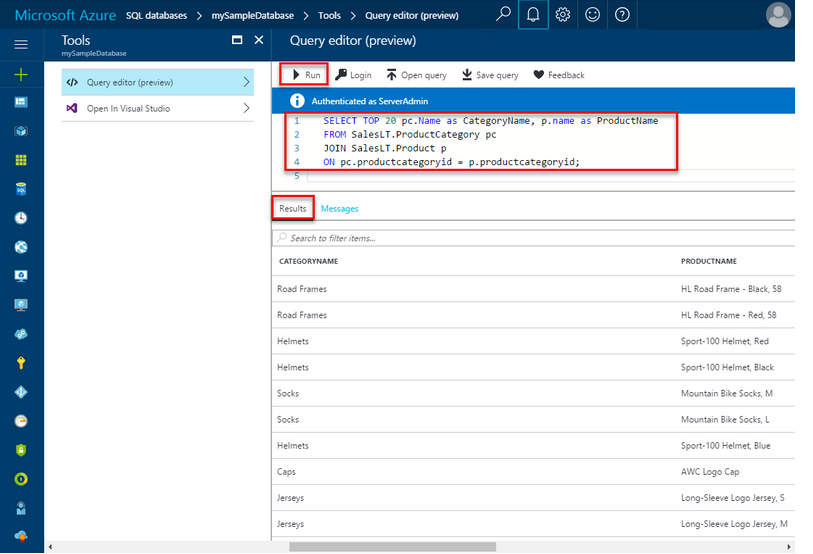 Microsoft Azure SQL databases > mySampleDatabase > Tools > Query editor (preview)
Tools
mySampleDatabase
Query editor (preview)
Open In Visual Studio
Query editor (preview)
Run Login Open query Save query Feedback
Authenticated as ServerAdmin
1 SELECT TOP 20 pc.Name as CategoryName, p.name as ProductName
2 FROM SalesLT.ProductCategory pc
3 JOIN SalesLT.Product p
4 ON pc.productcategoryid = p.productcategoryid;
5
Results Messages
Search to filter items...
CATEGORYNAME PRODUCTNAME
Road Frames HL Road Frame - Black, 58
Road Frames HL Road Frame - Red, 58
Helmets Sport-100 Helmet, Red
Helmets Sport-100 Helmet, Black
Socks Mountain Bike Socks, M
Socks Mountain Bike Socks, L
Helmets Sport-100 Helmet, Blue
Caps AWC Logo Cap
Jerseys Long-Sleeve Logo Jersey, S
Jerseys Long-Sleeve Logo Jersey, M